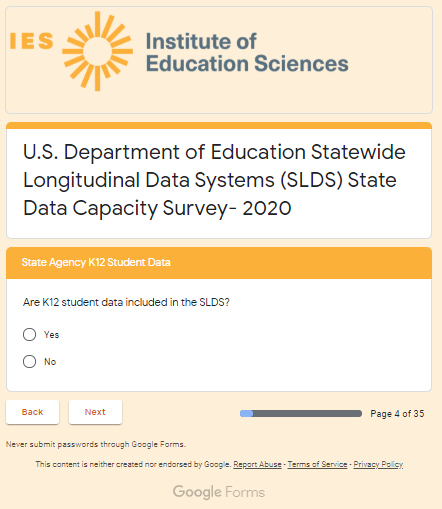 IES
Institute of
Education Sciences
U.S. Department of Education Statewide
Longitudinal Data Systems (SLDS) State
Data Capacity Survey- 2020
State Agency K12 Student Data
Are K12 student data included in the SLDS?
Yes
No
Back Next Page 4 of 35
Never submit passwords through Google Forms.
This content is neither created nor endorsed by Google. Report Abuse - Terms of Service - Privacy Policy
Google Forms